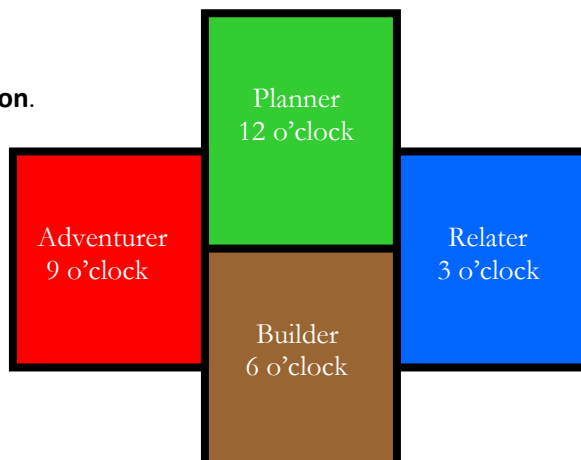 on.
Planner
12 o’clock
Adventurer
9 o’clock
Relater
3 o’clock
Builder
6 o’clock